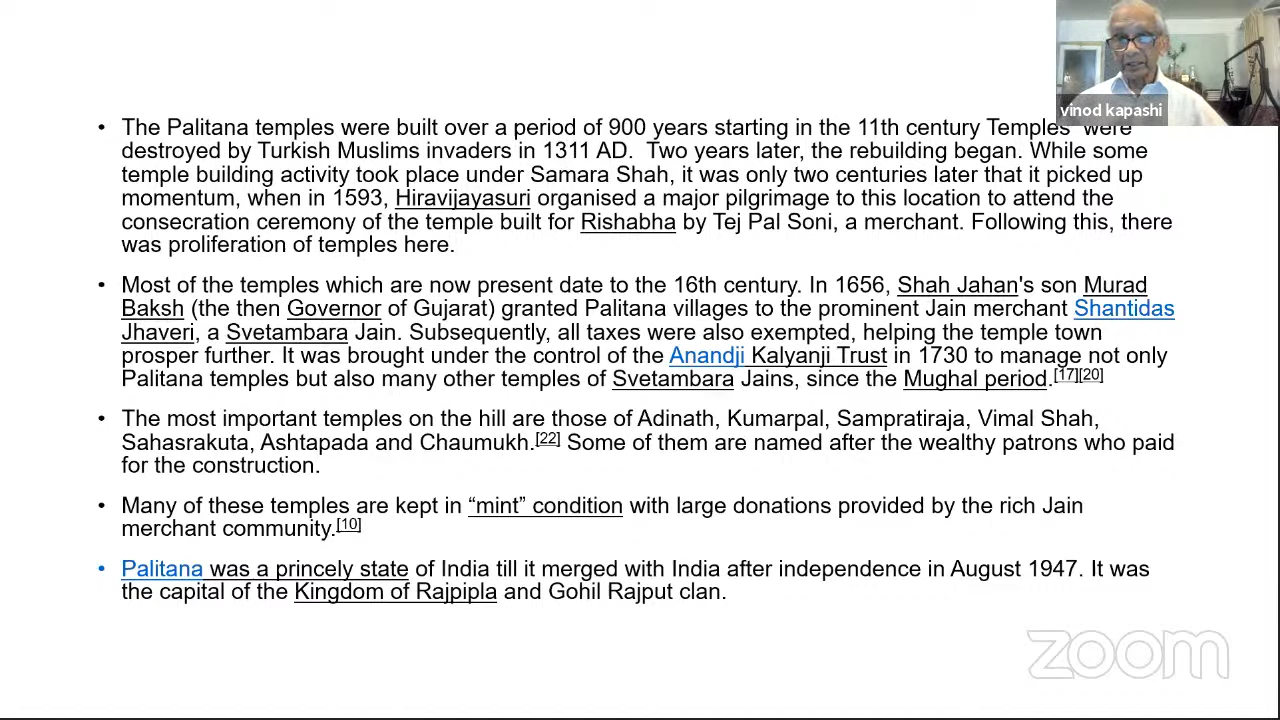 vinod kapashi
• The Palitana temples were built over a period of 900 years starting in the 11th century Temples were
destroyed by Turkish Muslims invaders in 1311 AD.  Two years later, the rebuilding began. While some
temple building activity took place under Samara Shah, it was only two centuries later that it picked up
momentum, when in 1593, Hiravijayasuri organised a major pilgrimage to this location to attend the
consecration ceremony of the temple built for Rishabha by Tej Pal Soni, a merchant. Following this, there
was proliferation of temples here.
• Most of the temples which are now present date to the 16th century. In 1656, Shah Jahan's son Murad
Baksh (the then Governor of Gujarat) granted Palitana villages to the prominent Jain merchant Shantidas
Jhaveri, a Svetambara Jain. Subsequently, all taxes were also exempted, helping the temple town
prosper further. It was brought under the control of the Anandji Kalyanji Trust in 1730 to manage not only
Palitana temples but also many other temples of Svetambara Jains, since the Mughal period.[17][20]
• The most important temples on the hill are those of Adinath, Kumarpal, Sampratiraja, Vimal Shah,
Sahasrakuta, Ashtapada and Chaumukh.[22] Some of them are named after the wealthy patrons who paid
for the construction.
• Many of these temples are kept in “mint” condition with large donations provided by the rich Jain
merchant community.[10]
• Palitana was a princely state of India till it merged with India after independence in August 1947. It was
the capital of the Kingdom of Rajpipla and Gohil Rajput clan.
zoom